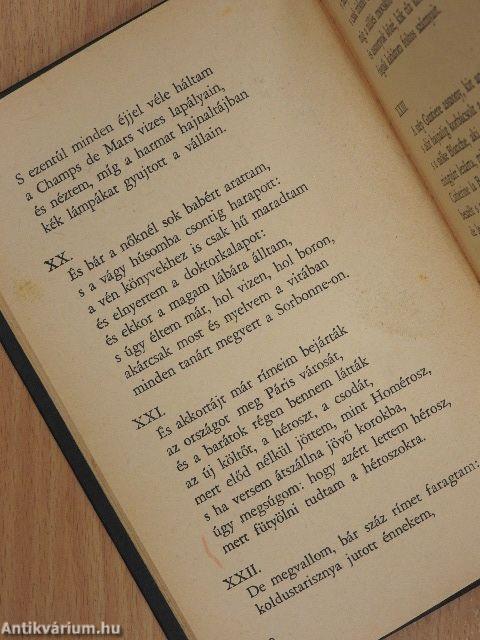 S ezentúl minden éjjel véle háltam
a Champs de Mars vizes lapályain,
és néztem, míg a harmat hajnaltájban
kék lámpákat gyujtott a vállain.
XX.
És bár a nőknél sok babért arattam,
s a vágy húsomba csontig harapott:
a vén könyvekhez is csak hű maradtam
és elnyertem a doktorkalapot:
és ekkor a magam lábára álltam,
s úgy éltem már, hol vizen, hol boron,
akárcsak most és nyelvem a vitában
minden tanárt megvert a Sorbonne-on.
XXI.
És akkortájt már rímeim bejárták
az országot meg Páris városát,
és a barátok régen bennem látták
az új költőt, a héroszt, a csodát,
mert előd nélkül jöttem, mint Homérosz,
s ha versem átszállna jövő korokba,
úgy megsúgom: hogy azért lettem hérosz,
mert fütyölni tudtam a héroszokra.
XXII.
De megvallom, bár száz rímet faragtam:
koldustarisznya jutott énnekem,
XXIII
Antikvárium.hu